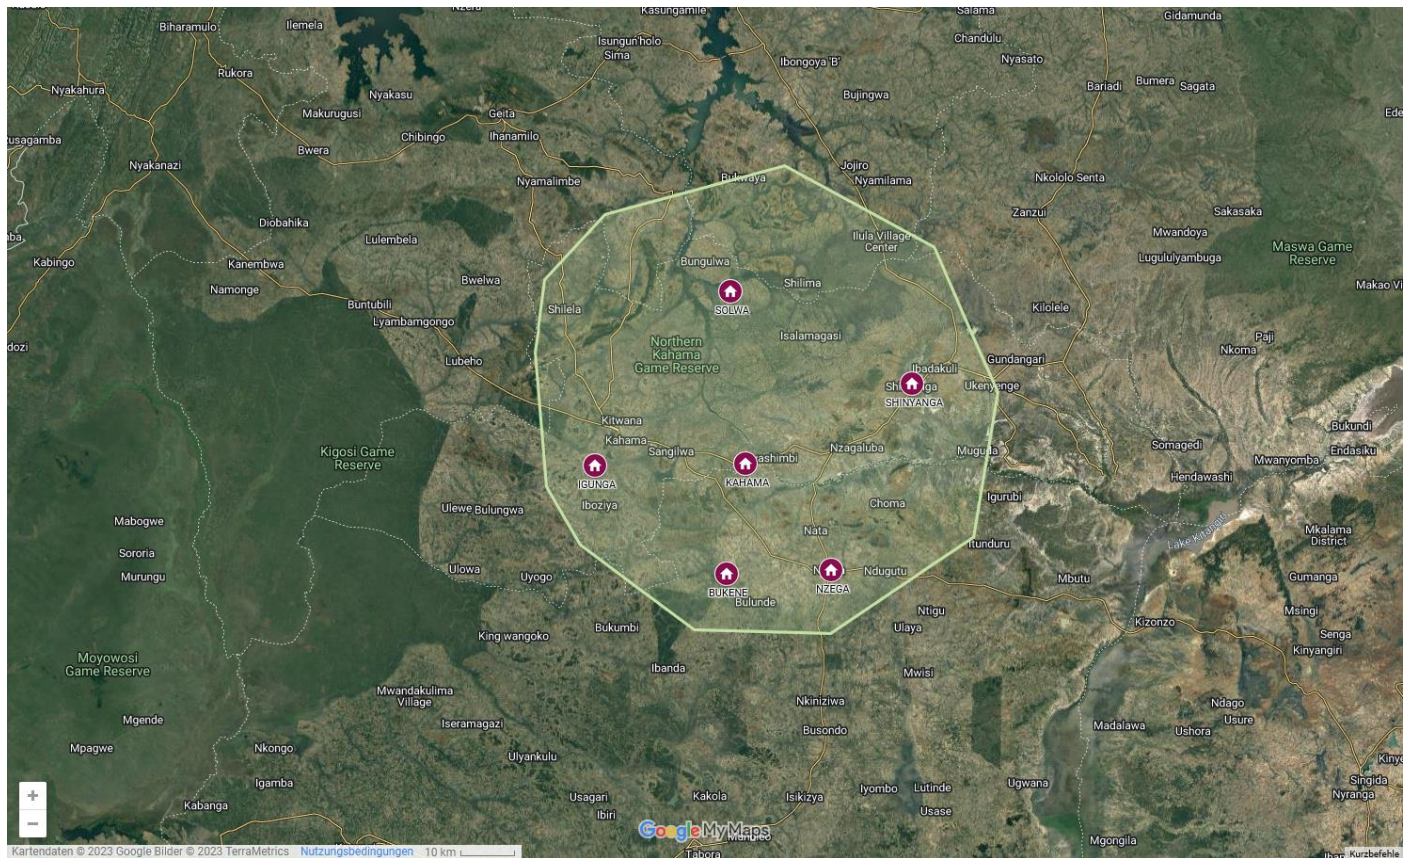 Nzera
Kasungamile
Salama
Gidamunda
Biharamulo
Ilemela
Chandulu
Isungun'holo
Sima
Nyasato
Ibongoya 'B'
Rukora
Bumera
Sagata
Bariadi
Nyakahura
Nyakasu
Bujingwa
Makurugusi
Geita
Chibingo
Ihanamilo
Rusagamba
Bwera
Nyakanazi
Jojiro
Bukwaya
Nkololo Senta
Nyamalimbe
Nyamilama
Sakasaka
Zanzui
Diobahika
Mwandoya
Lulembela
Ilula Village
Center
Maswa Game
Reserve
Kabingo
Kanembwa
Bungulwa
Lugululyambuga
Bwelwa
Shilima
Makao Vi
Namonge
Buntubili
Shilela
SOLWA
Kilolele
Lyambamgongo
Isalamagasi
Paji
Northern
Kahama
Game Reserve
Nkoma
Lubeho
Gundangari
Ibadakuli
Ukenyenge
SHINYANGA
Kitwana
Bukundi
Kahama
Somagedi
Kigosi Game
Reserve
Sangilwa
Nzagaluba
Muguda
Endasiku
Mwanyomba
Hendawashi
IGUNGA
KAHAMA
Igurubi
Iboziya
Choma
Ulewe
Bulungwa
Mabogwe
Lake Kitangiri
Mkalama
District
Nata
Itunduru
Sororia
Ulowa
Uyogo
Ndugutu
Murungu
Mbutu
Gumanga
BUKENE
NZEGA
Bulunde
Ntigu
Msingi
Bukumbi
Ulaya
Kizonzo
King wangoko
Senga
Kinyangiri
Moyowosi
Game Reserve
Ibanda
Mwisi
Mwandakulima
Village
Nkiniziwa
Ndago
Mgende
Iseramagazi
Madalawa
Usure
Ushora
Busondo
Mpagwe
Nkongo
Ulyankulu
Singida
Igamba
Ugwana
Iyombo
Lutinde
Nyranga
Kabanga
Usagari
Kakola
Isikizya
Usase
Ibiri
Google My Maps
Mgongila
Tabora
Kartendaten © 2023 Google Bilder © 2023 TerraMetrics Nutzungsbedingungen 10 km
Kurzbefehle